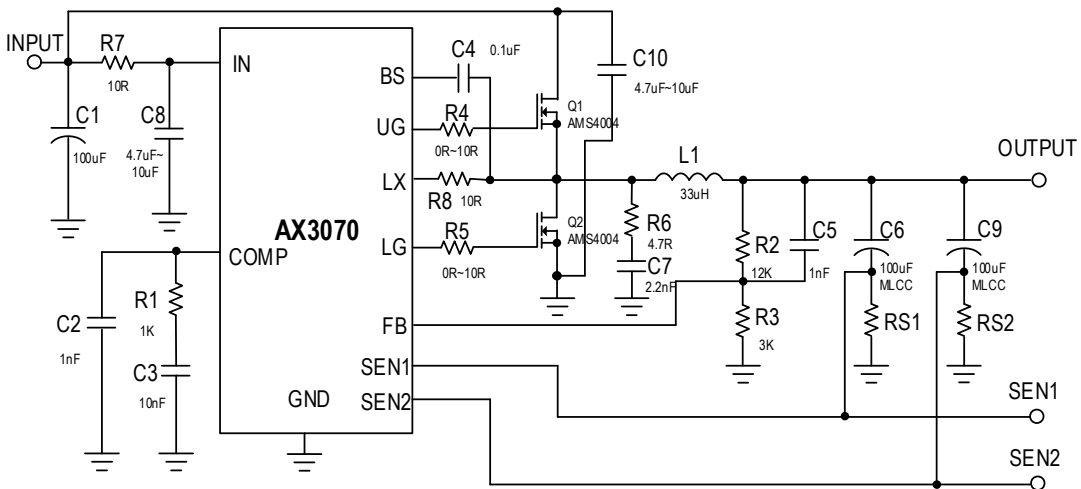 INPUT
R7
10R
C1
100uF
C8
4.7uF~
10uF
IN
BS
UG
LX
LG
AX3070
COMP
FB
SEN1
SEN2
GND
C2
1nF
R1
1K
C3
10nF
C4
0.1uF
R4
0R~10R
R8
10R
R5
0R~10R
Q1
AMS4004
Q2
AMS4004
C10
4.7uF~10uF
L1
33uH
R6
4.7R
C7
2.2nF
R2
12K
C5
1nF
R3
3K
C6
100uF
MLCC
C9
100uF
MLCC
RS1
RS2
OUTPUT
SEN1
SEN2